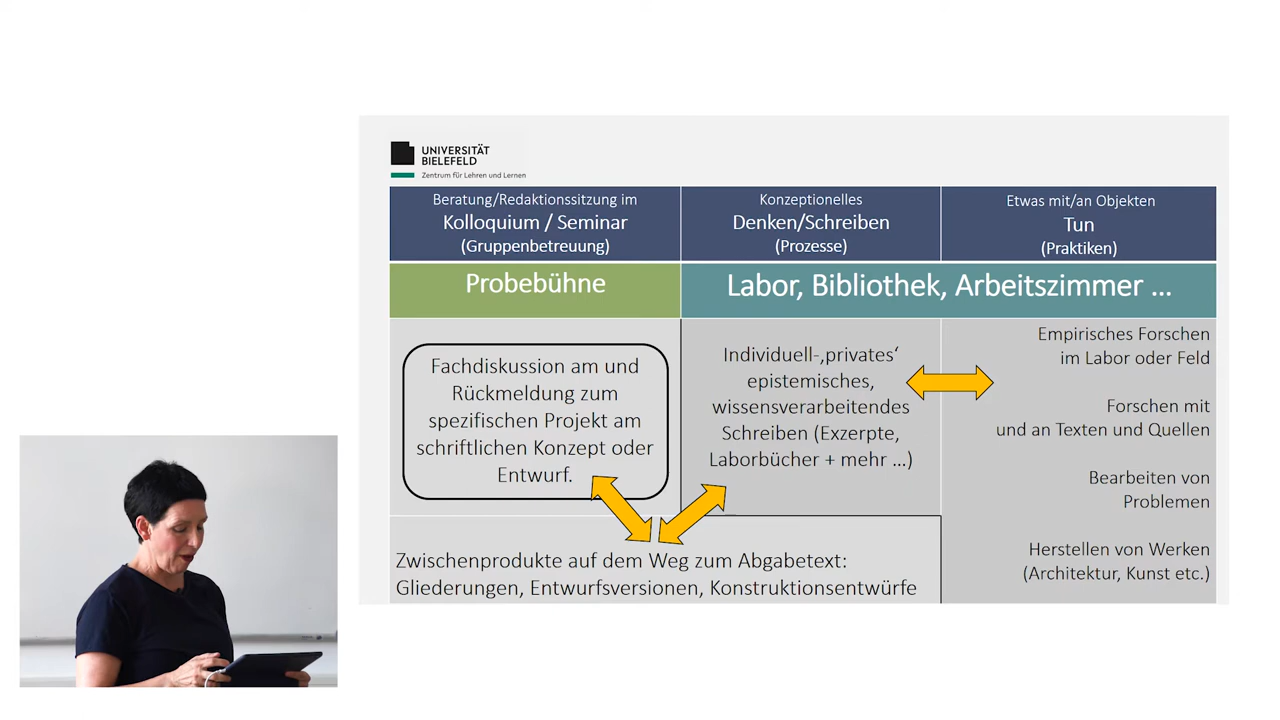 UNIVERSITÄT
BIELEFELD
Zentrum für Lehren und Lernen
Beratung/Redaktionssitzung im
Kolloquium / Seminar
(Gruppenbetreuung)
Konzeptionelles
Denken/Schreiben
(Prozesse)
Etwas mit/an Objekten
Tun
(Praktiken)
Probebühne
Labor, Bibliothek, Arbeitszimmer ...
Fachdiskussion am und
Rückmeldung zum
spezifischen Projekt am
schriftlichen Konzept oder
Entwurf.
Individuell-‚privates‘
epistemisches,
wissensverarbeitendes
Schreiben (Exzerpte,
Laborbücher + mehr ...)
Empirisches Forschen
im Labor oder Feld
Forschen mit
und an Texten und Quellen
Bearbeiten von
Problemen
Herstellen von Werken
(Architektur, Kunst etc.)
Zwischenprodukte auf dem Weg zum Abgabetext:
Gliederungen, Entwurfsversionen, Konstruktionsentwürfe